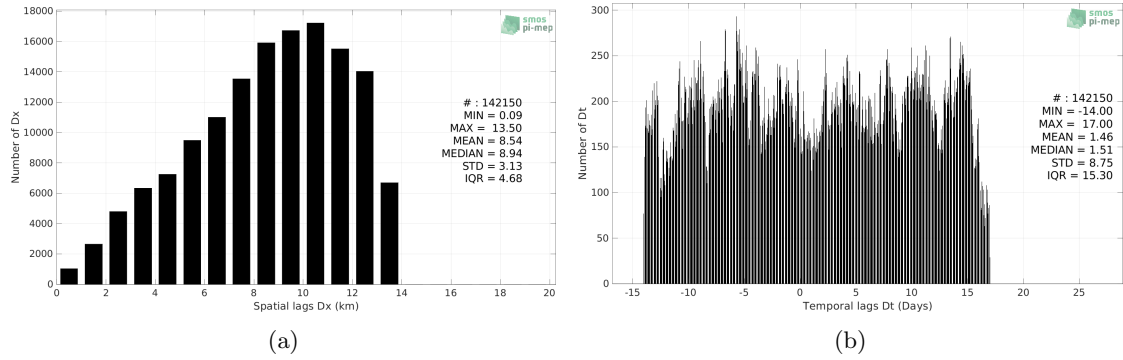 18000
16000
14000
12000
10000
8000
6000
4000
2000
0
Number of Dx
0 2 4 6 8 10 12 14 16 18 20
Spatial lags Dx (km)
smos
pi-mep
# : 142150
MIN = 0.09
MAX = 13.50
MEAN = 8.54
MEDIAN = 8.94
STD = 3.13
IQR = 4.68
(a)
300
250
200
150
100
50
0
Number of Dt
-15 -10 -5 0 5 10 15 20 25
Temporal lags Dt (Days)
smos
pi-mep
# : 142150
MIN = -14.00
MAX = 17.00
MEAN = 1.46
MEDIAN = 1.51
STD = 8.75
IQR = 15.30
(b)